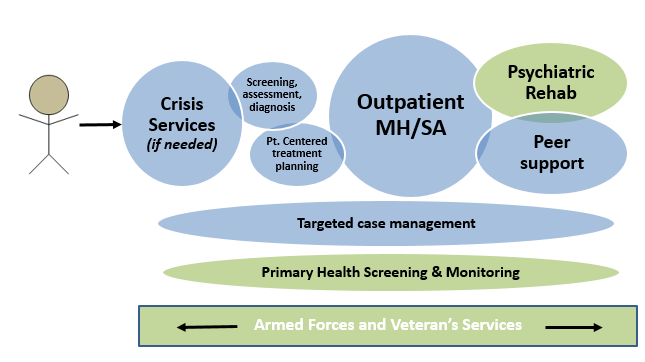 Crisis
Services
(if needed)
Screening,
assessment,
diagnosis
Pt. Centered
treatment
planning
Outpatient
MH/SA
Psychiatric
Rehab
Peer
support
Targeted case management
Primary Health Screening & Monitoring
Armed Forces and Veteran's Services